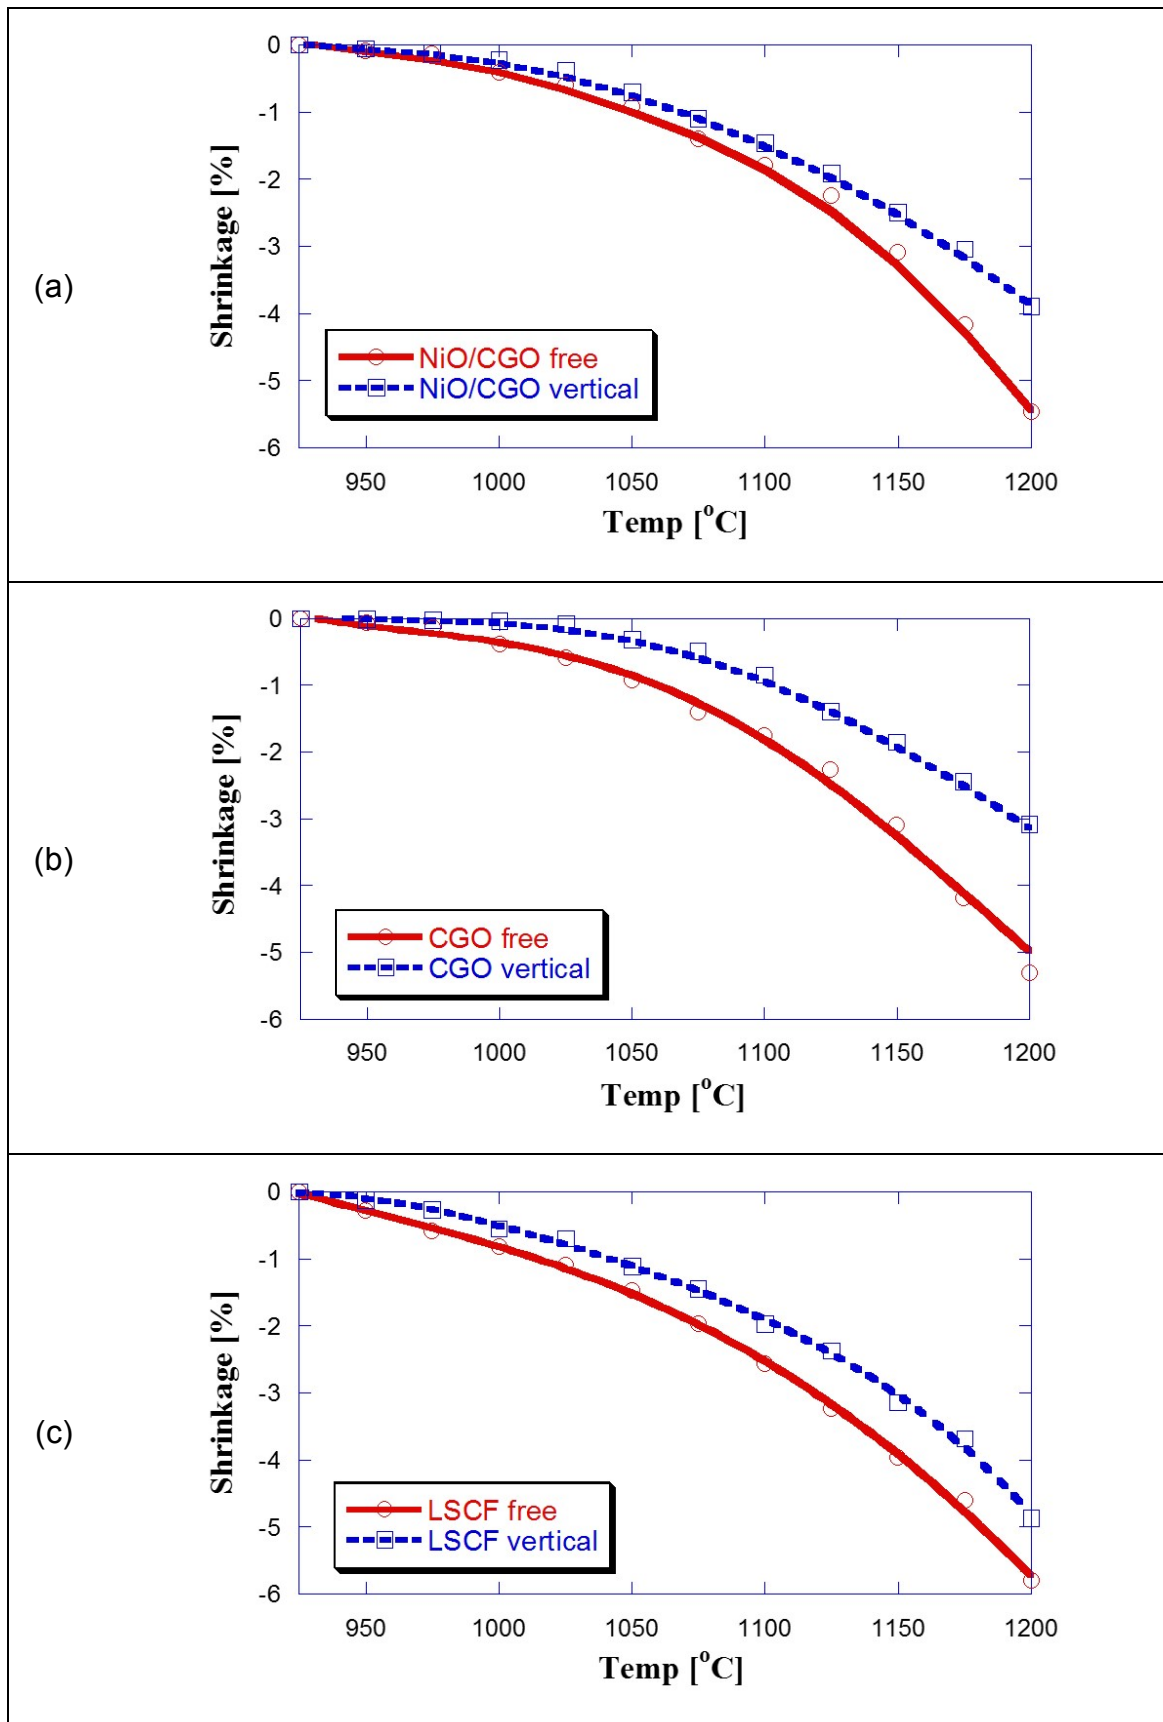 (a)
Shrinkage [%]
0
-1
-2
-3
-4
-5
-6
NiO/CGO free
NiO/CGO vertical
950 1000 1050 1100 1150 1200
Temp [°C]
(b)
Shrinkage [%]
0
-1
-2
-3
-4
-5
-6
CGO free
CGO vertical
950 1000 1050 1100 1150 1200
Temp [°C]
(c)
Shrinkage [%]
0
-1
-2
-3
-4
-5
-6
LSCF free
LSCF vertical
950 1000 1050 1100 1150 1200
Temp [°C]